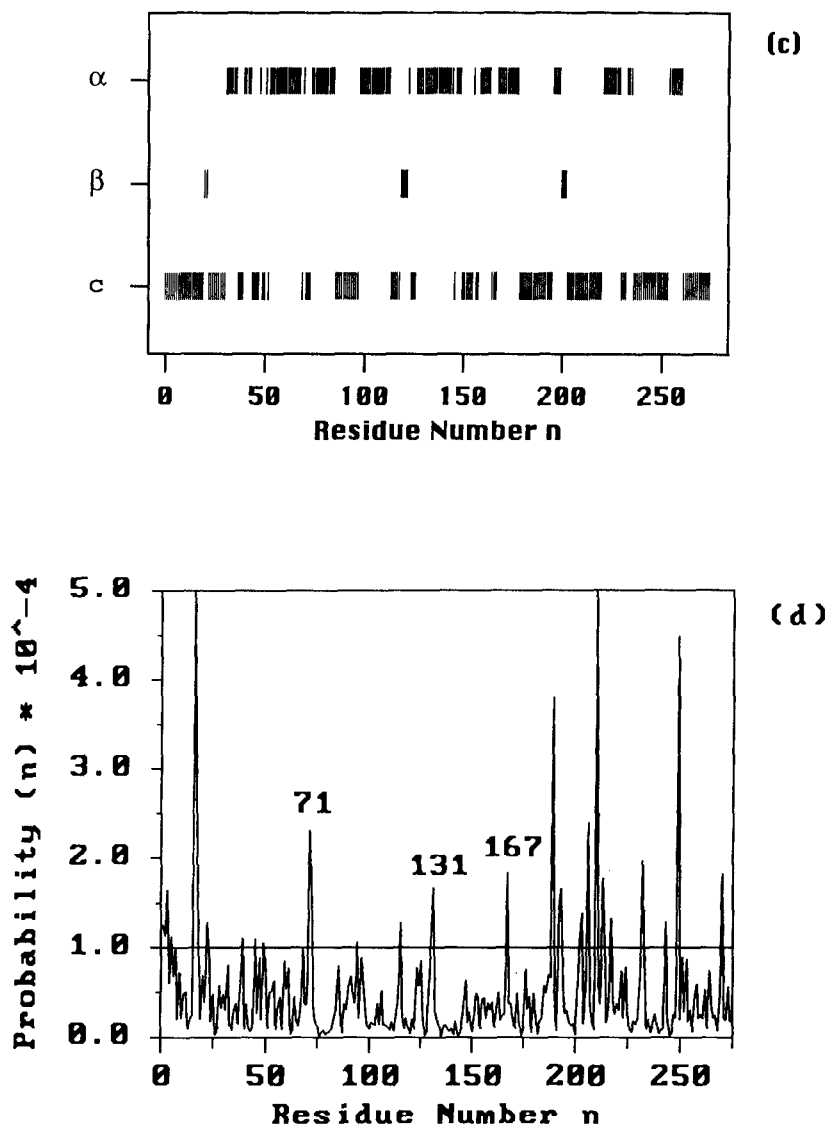 (c)
α
β
c
0 50 100 150 200 250
Residue Number n
(d)
Probability (n) * 10^-4
5.0
4.0
3.0
2.0
1.0
0.0
71
131
167
0 50 100 150 200 250
Residue Number n